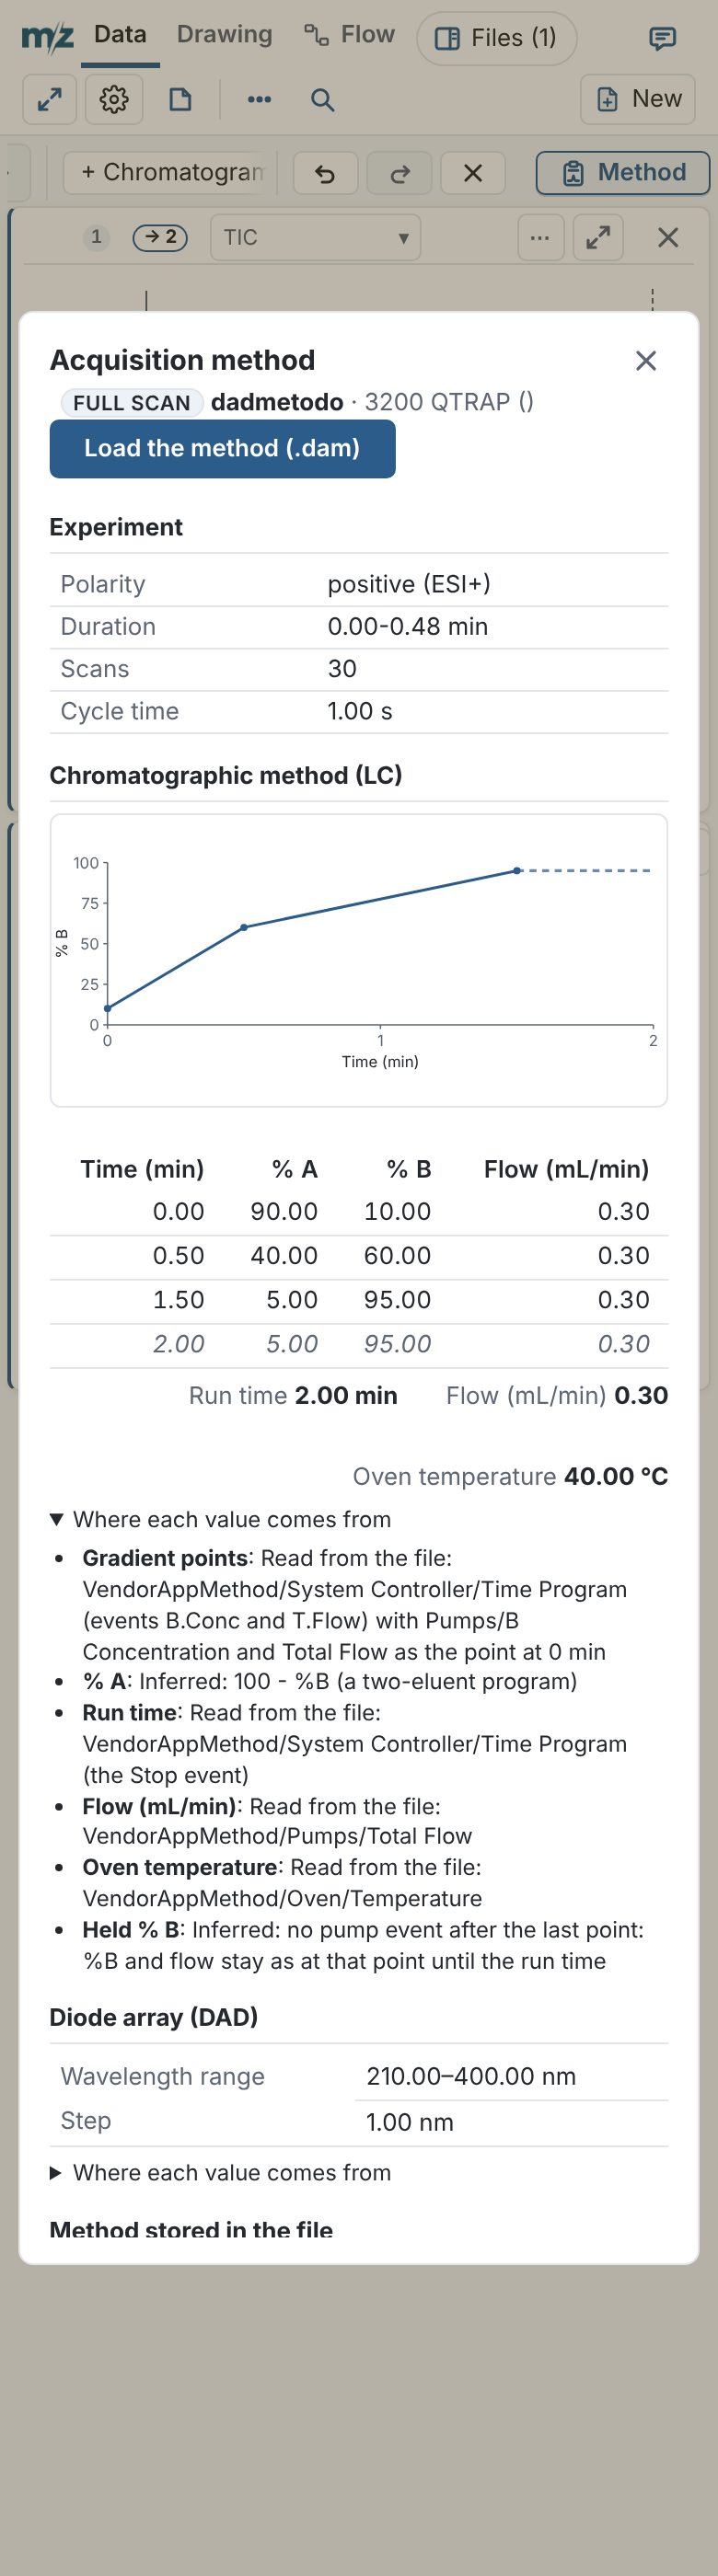 m/z Data Drawing Flow Files (1)
New
+ Chromatogram Method
1 → 2 TIC ▾ ...
Acquisition method
FULL SCAN dadmetodo · 3200 QTRAP ()
Load the method (.dam)
Experiment
Polarity positive (ESI+)
Duration 0.00-0.48 min
Scans 30
Cycle time 1.00 s
Chromatographic method (LC)
100
75
50
25
0
% B
0 1 2
Time (min)
Time (min) % A % B Flow (mL/min)
0.00 90.00 10.00 0.30
0.50 40.00 60.00 0.30
1.50 5.00 95.00 0.30
2.00 5.00 95.00 0.30
Run time 2.00 min Flow (mL/min) 0.30
Oven temperature 40.00 °C
▼ Where each value comes from
• Gradient points: Read from the file:
VendorAppMethod/System Controller/Time Program
(events B.Conc and T.Flow) with Pumps/B
Concentration and Total Flow as the point at 0 min
• % A: Inferred: 100 - %B (a two-eluent program)
• Run time: Read from the file:
VendorAppMethod/System Controller/Time Program
(the Stop event)
• Flow (mL/min): Read from the file:
VendorAppMethod/Pumps/Total Flow
• Oven temperature: Read from the file:
VendorAppMethod/Oven/Temperature
• Held % B: Inferred: no pump event after the last point:
%B and flow stay as at that point until the run time
Diode array (DAD)
Wavelength range 210.00–400.00 nm
Step 1.00 nm
▶ Where each value comes from
Method stored in the file